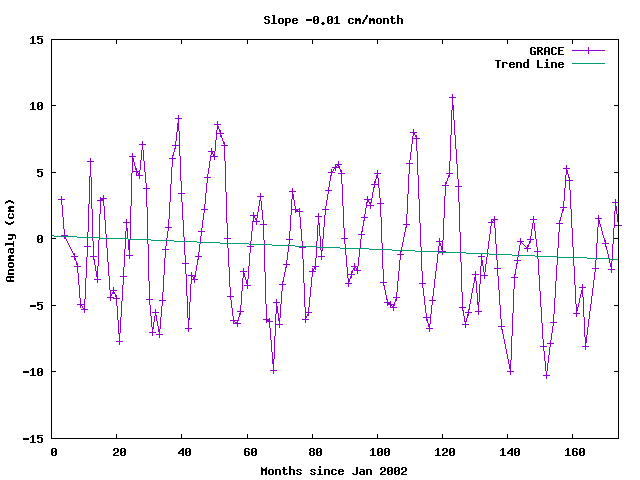 Slope -0.01 cm/month
GRACE
Trend Line
15
10
5
0
-5
-10
-15
Anomaly (cm)
0 20 40 60 80 100 120 140 160
Months since Jan 2002